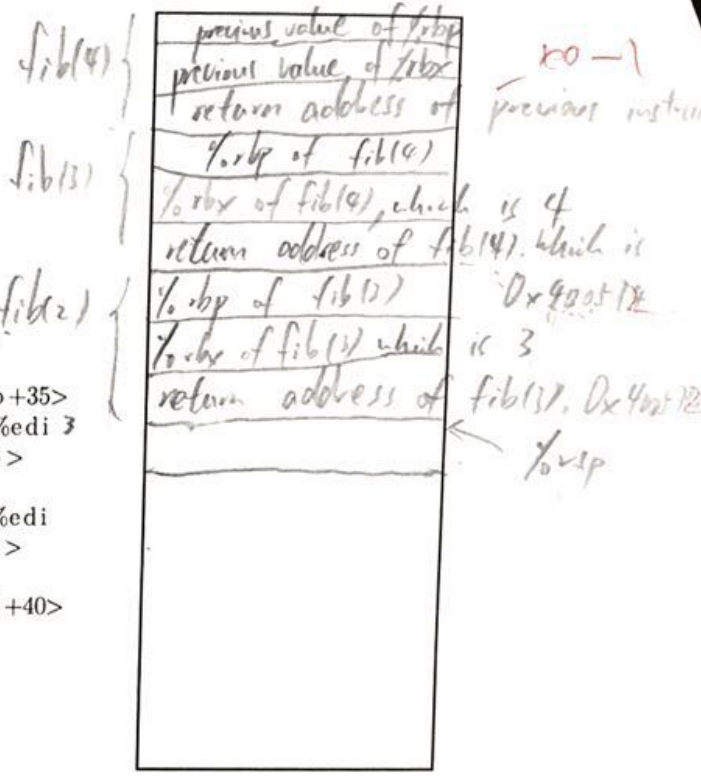 fib(4)
previous value of %rbp
previous value of %rbx
return address of previous
-1
fib(3)
%rbp of fib(4)
%rbx of fib(4), which is 4
return address of fib(4). which is
fib(2)
%rbp of fib(3)
%rbx of fib(3) which is 3
return address of fib(3).
%rsp
+35>
%edi 3
>
%edi
>
+40>